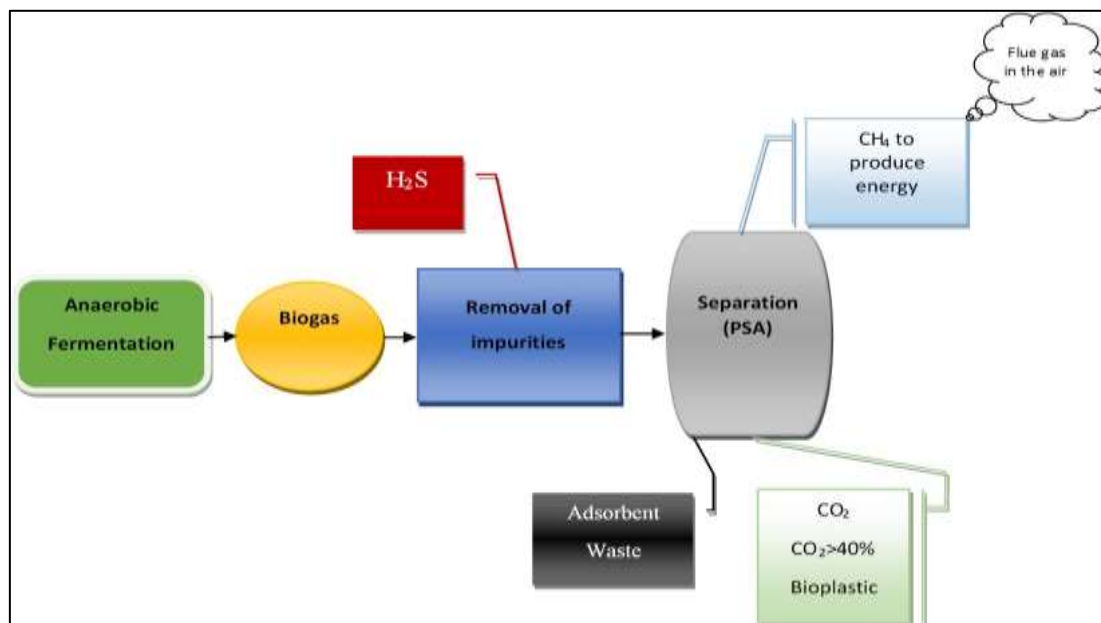 Flue gas
in the air
CH₄ to
produce
energy
H₂S
Anaerobic
Fermentation
Biogas
Removal of
impurities
Separation
(PSA)
Adsorbent
Waste
CO₂
CO₂>40%
Bioplastic